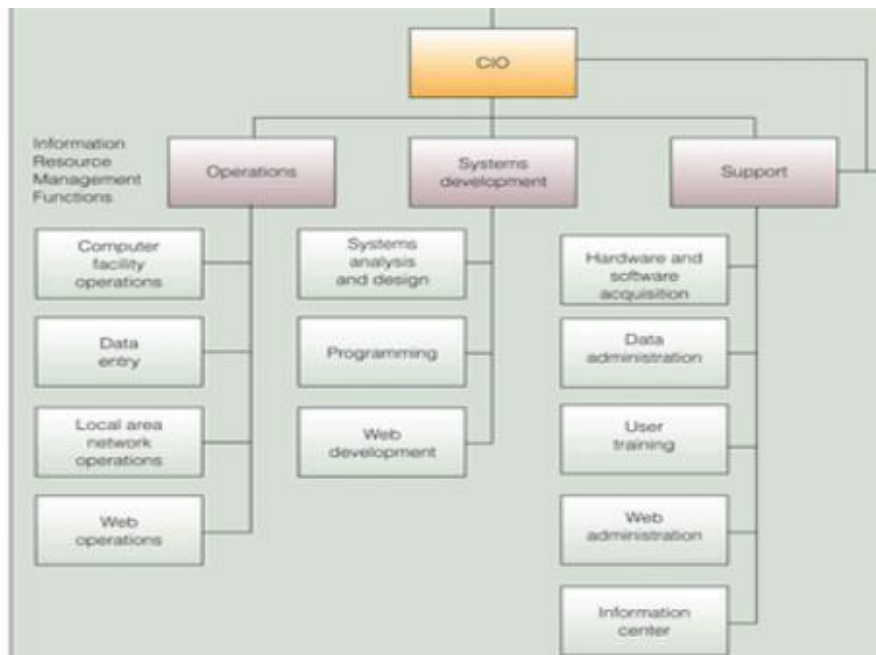 CIO
Information
Resource
Management
Functions
Operations
Systems
development
Support
Computer
facility
operations
Data
entry
Local area
network
operations
Web
operations
Systems
analysis
and design
Programming
Web
development
Hardware and
software
acquisition
Data
administration
User
training
Web
administration
Information
center